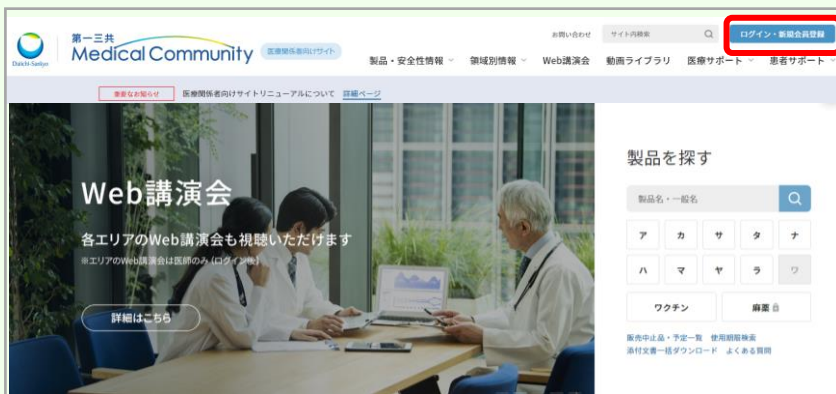 Daiichi-Sankyo
第一三共
Medical Community
医療関係者向けサイト
お問い合わせ
サイト内検索
ログイン・新規会員登録
製品・安全性情報
領域別情報
Web講演会
動画ライブラリ
医療サポート
患者サポート
重要なお知らせ 医療関係者向けサイトリニューアルについて 詳細ページ
Web講演会
各エリアのWeb講演会も視聴いただけます
※エリアのWeb講演会は医師のみ(ログイン後)
詳細はこちら
製品を探す
製品名・一般名
ア カ サ タ ナ
ハ マ ヤ ラ ワ
ワクチン 麻薬
販売中止品・予定一覧 使用期限検索
添付文書一括ダウンロード よくある質問